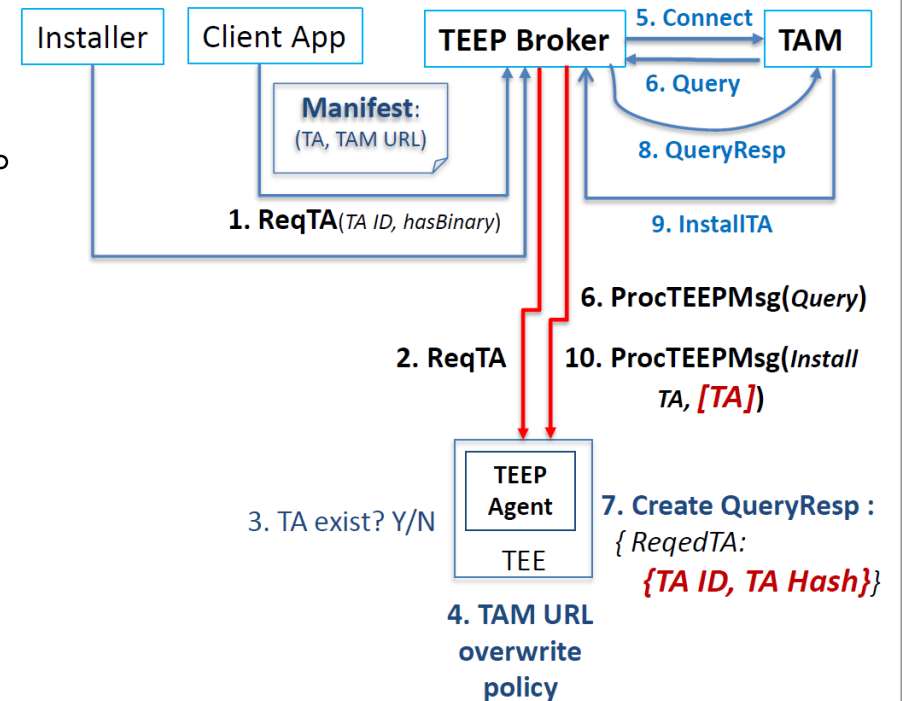 Installer
Client App
TEEP Broker
5. Connect
TAM
6. Query
Manifest:
(TA, TAM URL)
8. QueryResp
1. ReqTA(TA ID, hasBinary)
9. InstallTA
6. ProcTEEPMsg(Query)
2. ReqTA
10. ProcTEEPMsg(Install
TA, [TA])
TEEP
Agent
3. TA exist? Y/N
TEE
7. Create QueryResp :
{ ReqedTA:
{TA ID, TA Hash}}
4. TAM URL
overwrite
policy